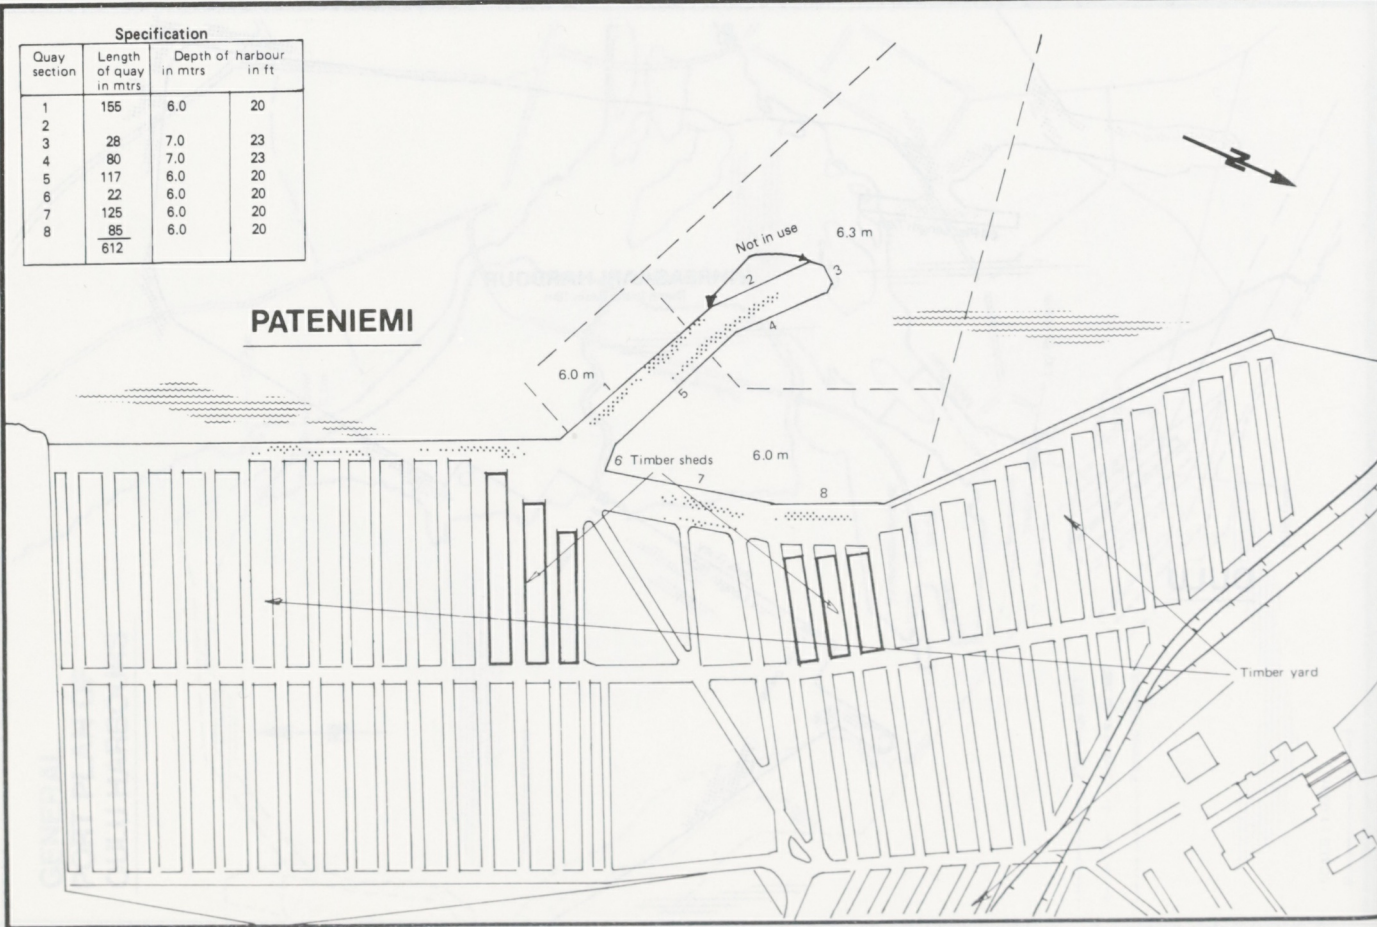 Specification
Quay section Length of quay in mtrs Depth of harbour in mtrs in ft
1 155 6.0 20
2
3 28 7.0 23
4 80 7.0 23
5 117 6.0 20
6 22 6.0 20
7 125 6.0 20
8 85 6.0 20
612
PATENIEMI
N
Not in use
6.3 m
2
3
4
6.0 m
1
5
6 Timber sheds
6.0 m
7
8
Timber yard